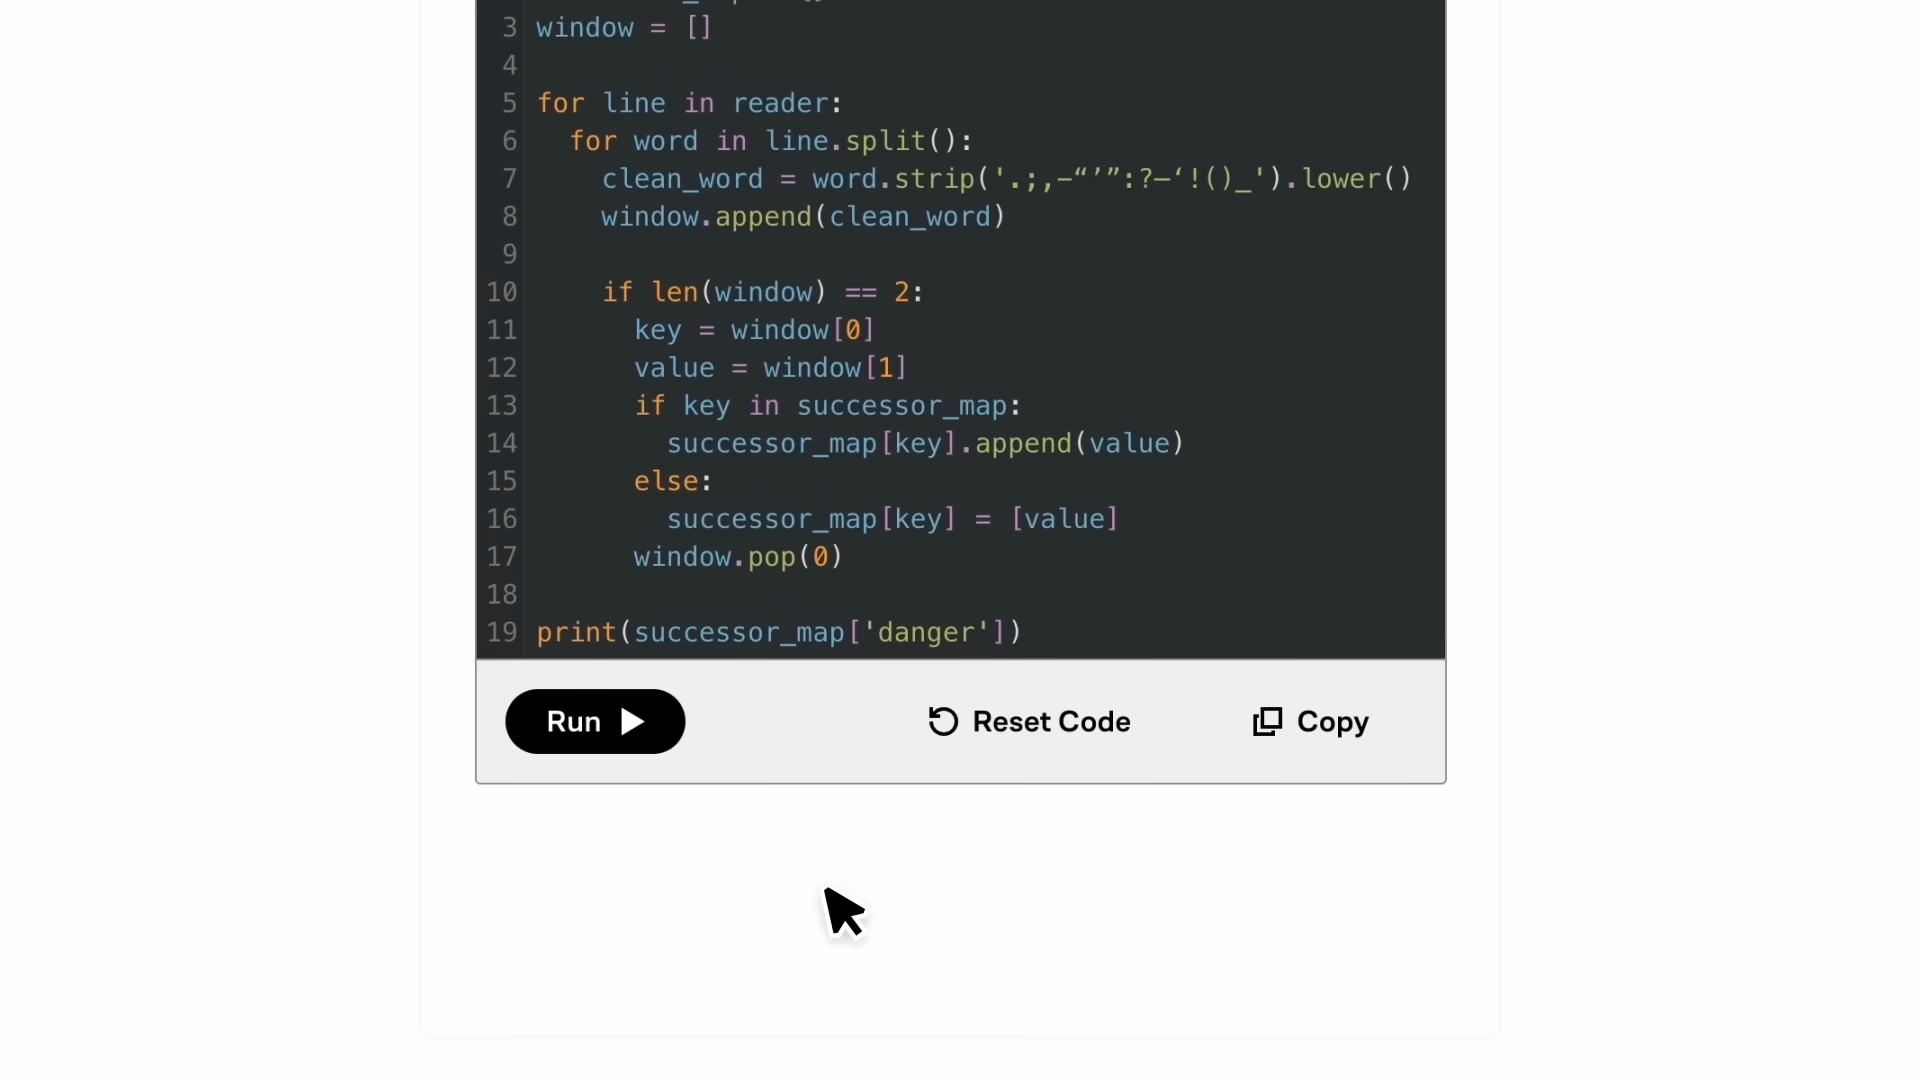 3 window = []
4
5 for line in reader:
6 for word in line.split():
7 clean_word = word.strip('.;,–“’”:?—‘!()_').lower()
8 window.append(clean_word)
9
10 if len(window) == 2:
11 key = window[0]
12 value = window[1]
13 if key in successor_map:
14 successor_map[key].append(value)
15 else:
16 successor_map[key] = [value]
17 window.pop(0)
18
19 print(successor_map['danger'])
Run
Reset Code
Copy